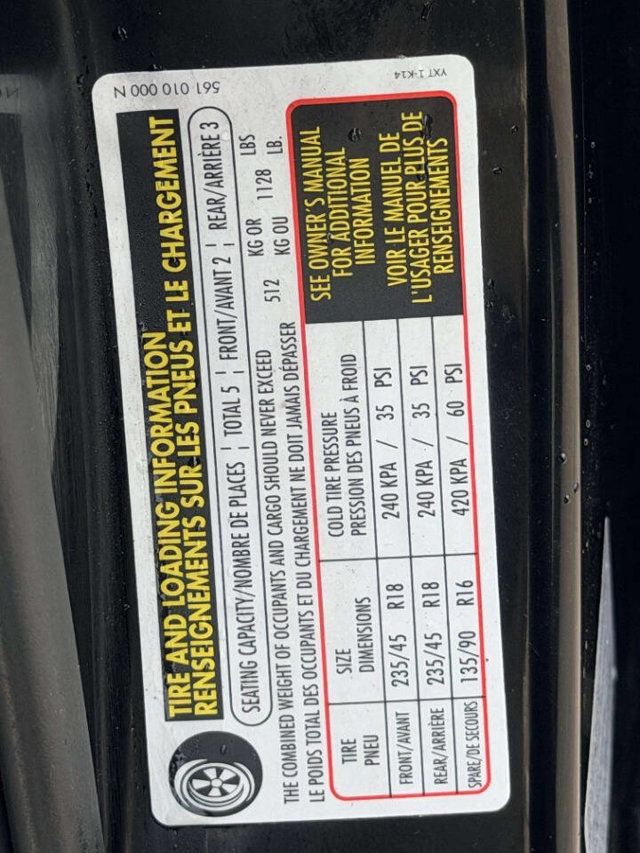 561 010 000 N
YXT I-K14
TIRE AND LOADING INFORMATION
RENSEIGNEMENTS SUR LES PNEUS ET LE CHARGEMENT
SEATING CAPACITY/NOMBRE DE PLACES ¦ TOTAL 5 ¦ FRONT/AVANT 2 ¦ REAR/ARRIÈRE 3
THE COMBINED WEIGHT OF OCCUPANTS AND CARGO SHOULD NEVER EXCEED 512 KG OR 1128 LBS
LE POIDS TOTAL DES OCCUPANTS ET DU CHARGEMENT NE DOIT JAMAIS DÉPASSER KG OU LB.
TIRE SIZE COLD TIRE PRESSURE
PNEU DIMENSIONS PRESSION DES PNEUS À FROID
FRONT/AVANT 235/45 R18 240 KPA / 35 PSI
REAR/ARRIÈRE 235/45 R18 240 KPA / 35 PSI
SPARE/DE SECOURS 135/90 R16 420 KPA / 60 PSI
SEE OWNER'S MANUAL
FOR ADDITIONAL
INFORMATION
VOIR LE MANUEL DE
L'USAGER POUR PLUS DE
RENSEIGNEMENTS